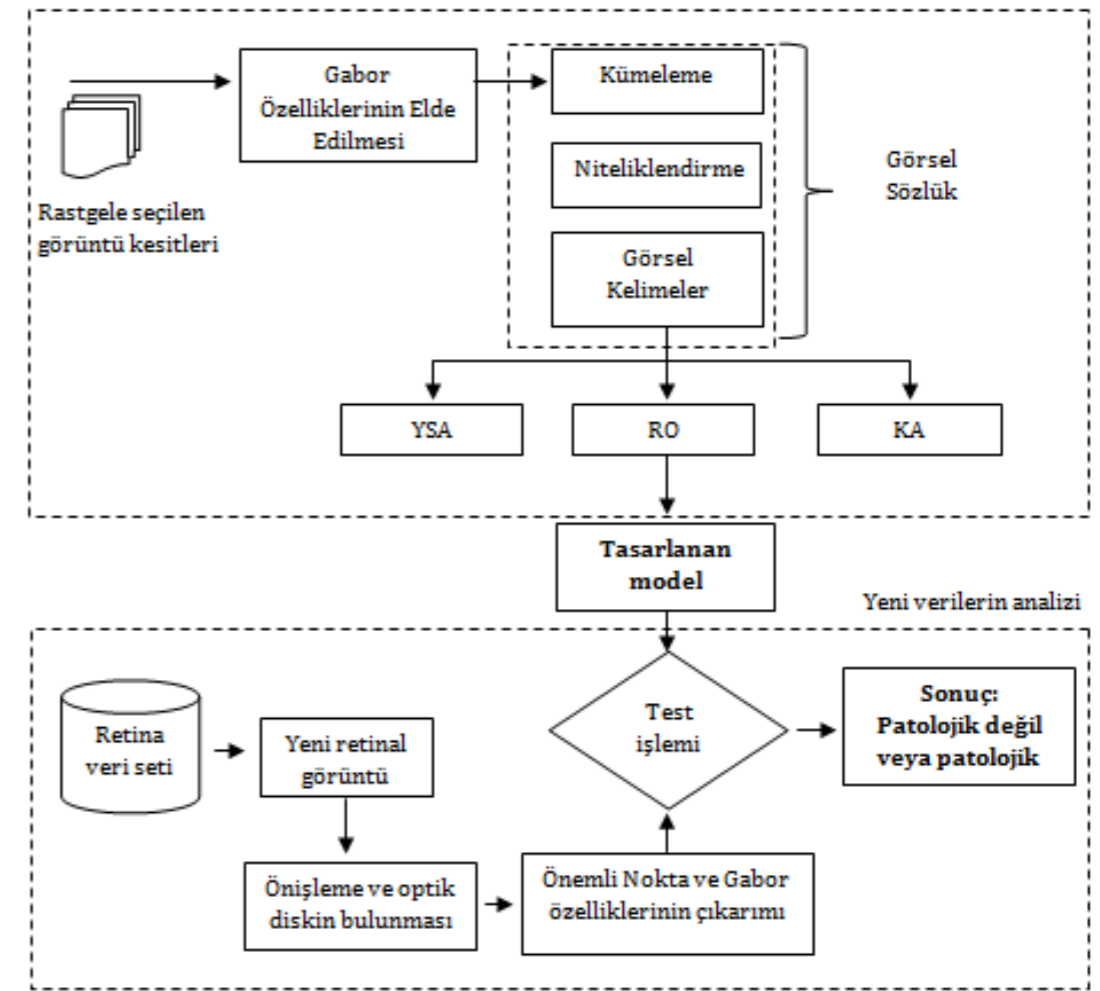 Gabor
Özelliklerinin Elde
Edilmesi
Kümeleme
Niteliklendirme
Görsel
Kelimeler
Görsel
Sözlük
Rastgele seçilen
görüntü kesitleri
YSA
RO
KA
Tasarlanan
model
Yeni verilerin analizi
Retina
veri seti
Yeni retinal
görüntü
Test
işlemi
Sonuç:
Patolojik değil
veya patolojik
Önişleme ve optik
diskin bulunması
Önemli Nokta ve Gabor
özelliklerinin çıkarımı